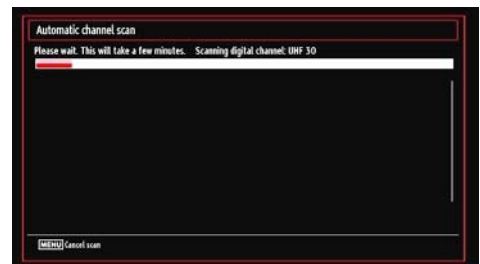 Automatic channel scan
Please wait. This will take a few minutes. Scanning digital channel: UHF 30
MENU Cancel scan